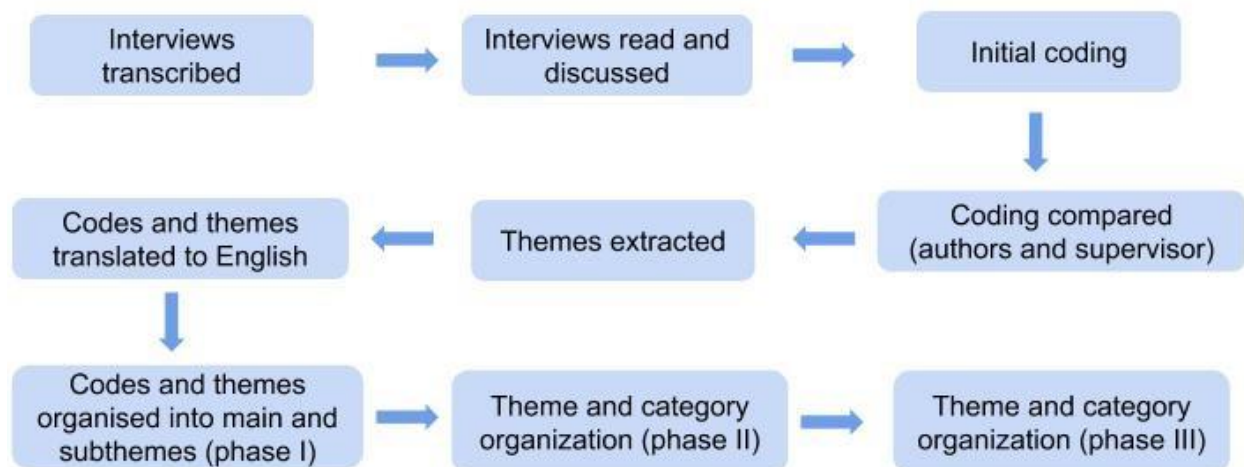 Interviews
transcribed
Interviews read and
discussed
Initial coding
Coding compared
(authors and supervisor)
Themes extracted
Codes and themes
translated to English
Codes and themes
organised into main and
subthemes (phase I)
Theme and category
organization (phase II)
Theme and category
organization (phase III)